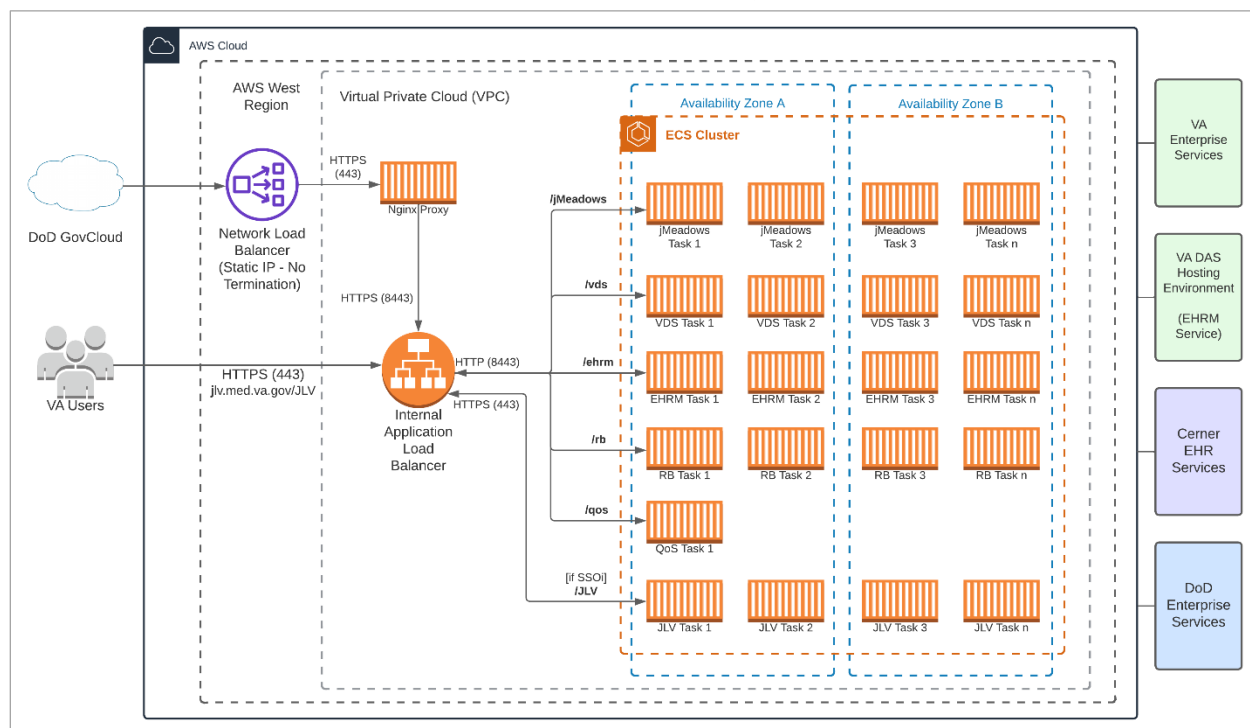 AWS Cloud
AWS West
Region
Virtual Private Cloud (VPC)
Availability Zone A
Availability Zone B
ECS Cluster
DoD GovCloud
Network Load
Balancer
(Static IP - No
Termination)
HTTPS
(443)
Nginx Proxy
HTTPS (8443)
VA Users
HTTPS (443)
jlv.med.va.gov/JLV
Internal
Application
Load
Balancer
HTTP (8443)
HTTPS (443)
/jMeadows
jMeadows
Task 1
jMeadows
Task 2
jMeadows
Task 3
jMeadows
Task n
/vds
VDS Task 1
VDS Task 2
VDS Task 3
VDS Task n
/ehrm
EHRM Task 1
EHRM Task 2
EHRM Task 3
EHRM Task n
/rb
RB Task 1
RB Task 2
RB Task 3
RB Task n
/qos
QoS Task 1
[if SSOi]
/JLV
JLV Task 1
JLV Task 2
JLV Task 3
JLV Task n
VA
Enterprise
Services
VA DAS
Hosting
Environment
(EHRM
Service)
Cerner
EHR
Services
DoD
Enterprise
Services